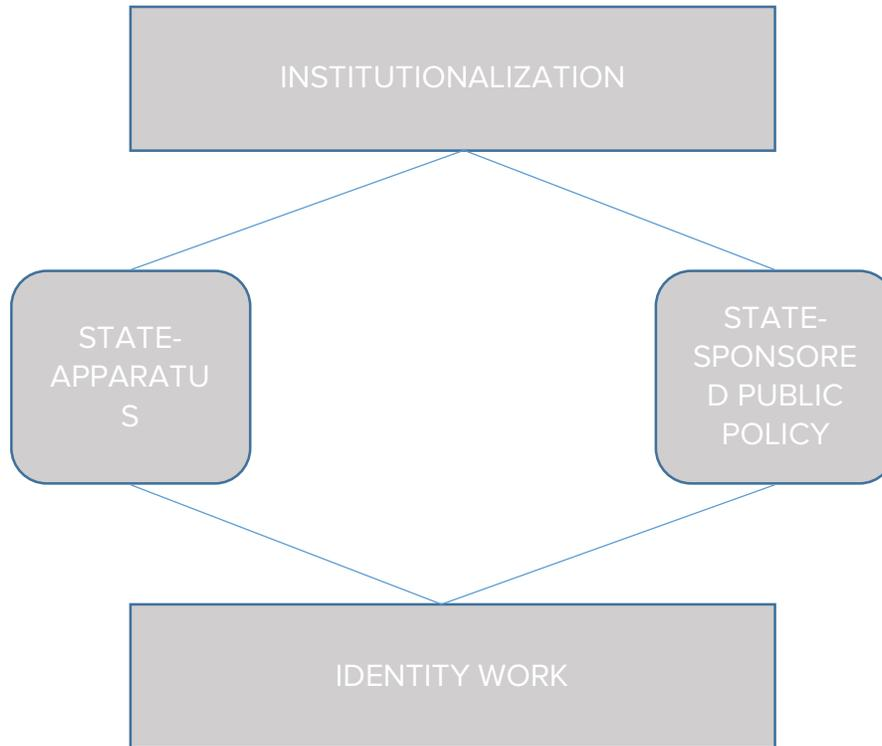 INSTITUTIONALIZATION
STATE-
APPARATU
S
STATE-
SPONSORE
D PUBLIC
POLICY
IDENTITY WORK